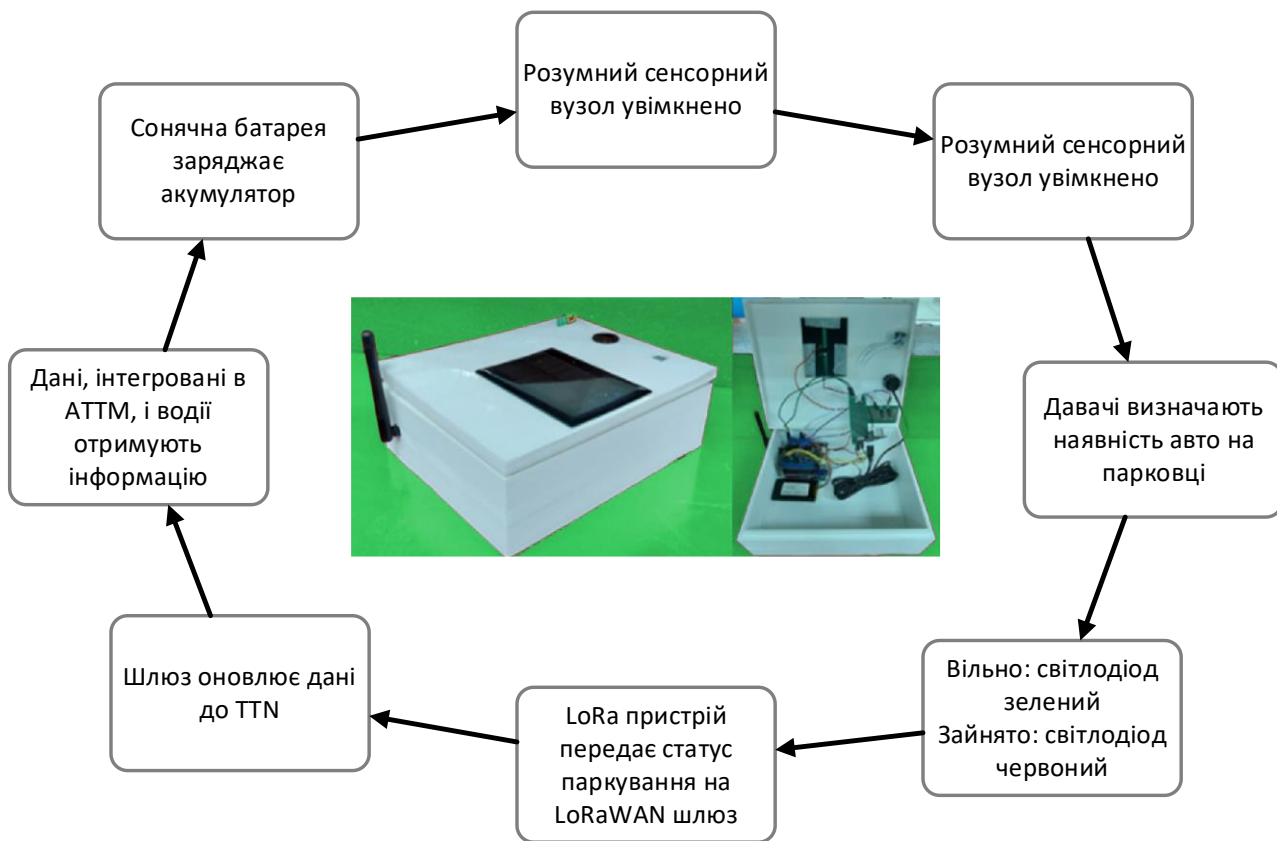 Розумний сенсорний
вузол увімкнено
Сонячна батарея
заряджає
акумулятор
Розумний сенсорний
вузол увімкнено
Дані, інтегровані в
АТТМ, і водії
отримують
інформацію
Давачі визначають
наявність авто на
парковці
Шлюз оновлює дані
до TTN
LoRa пристрій
передає статус
паркування на
LoRaWAN шлюз
Вільно: світлодіод
зелений
Зайнято: світлодіод
червоний